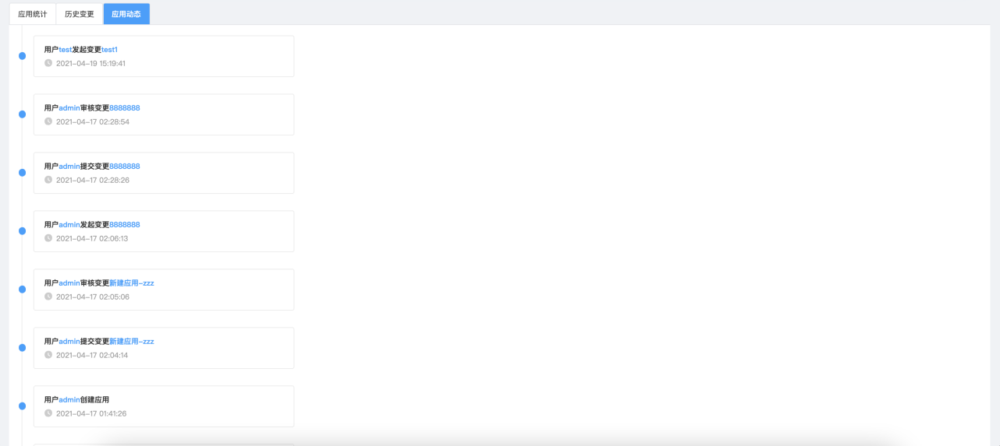 应用统计 历史变更 应用动态
用户test发起变更test1
2021-04-19 15:19:41
用户admin审核变更8888888
2021-04-17 02:28:54
用户admin提交变更8888888
2021-04-17 02:28:26
用户admin发起变更8888888
2021-04-17 02:06:13
用户admin审核变更新建应用-zzz
2021-04-17 02:05:06
用户admin提交变更新建应用-zzz
2021-04-17 02:04:14
用户admin创建应用
2021-04-17 01:41:26